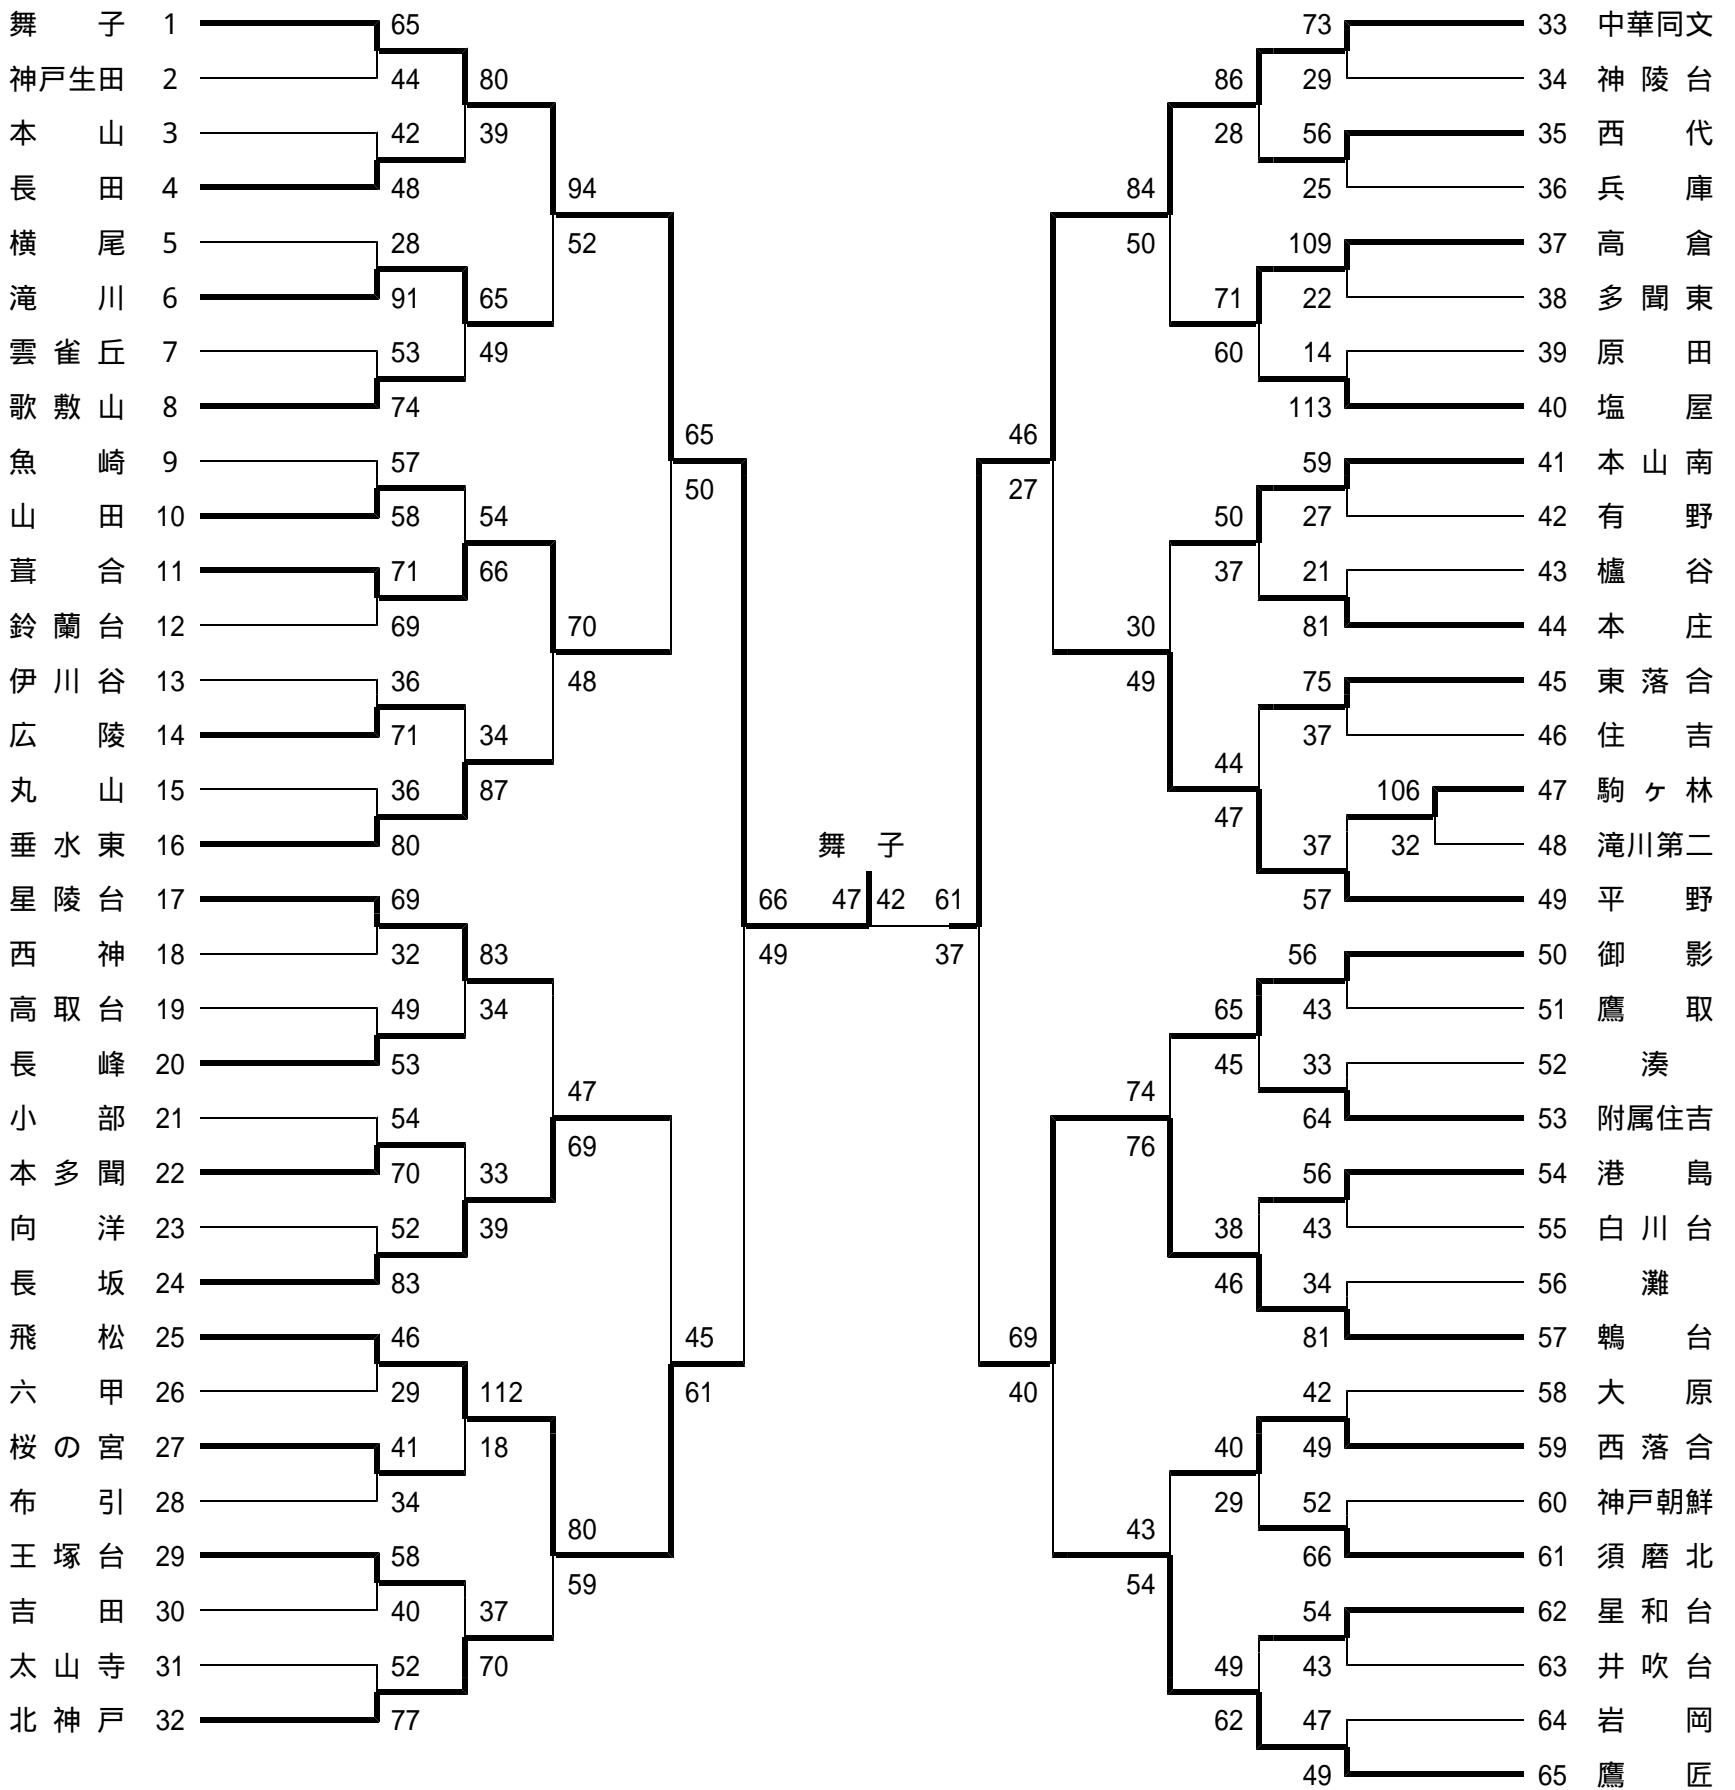 舞子 1 65 73 33 中華同文
神戸生田 2 44 80 86 29 34 神陵台
本山 3 42 39 28 56 35 西代
長田 4 48 94 84 25 36 兵庫
横尾 5 28 52 50 109 37 高倉
滝川 6 91 65 71 22 38 多聞東
雲雀丘 7 53 49 60 14 39 原田
歌敷山 8 74 113 40 塩屋
65 46
魚崎 9 57 59 41 本山南
50 27
山田 10 58 54 50 27 42 有野
葺合 11 71 66 37 21 43 櫨谷
鈴蘭台 12 69 70 30 81 44 本庄
伊川谷 13 36 48 49 75 45 東落合
広陵 14 71 34 37 46 住吉
44
丸山 15 36 87 106 47 駒ヶ林
47
垂水東 16 80 舞子 37 32 48 滝川第二
星陵台 17 69 66 47 42 61 57 49 平野
西神 18 32 83 49 37 56 50 御影
高取台 19 49 34 65 43 51 鷹取
長峰 20 53 45 33 52 湊
47 74
小部 21 54 64 53 附属住吉
69 76
本多聞 22 70 33 56 54 港島
向洋 23 52 39 38 43 55 白川台
長坂 24 83 46 34 56 灘
飛松 25 46 45 69 81 57 鵯台
六甲 26 29 112 61 40 42 58 大原
桜の宮 27 41 18 40 49 59 西落合
布引 28 34 29 52 60 神戸朝鮮
80 43
王塚台 29 58 66 61 須磨北
59 54
吉田 30 40 37 54 62 星和台
太山寺 31 52 70 49 43 63 井吹台
北神戸 32 77 62 47 64 岩岡
49 65 鷹匠